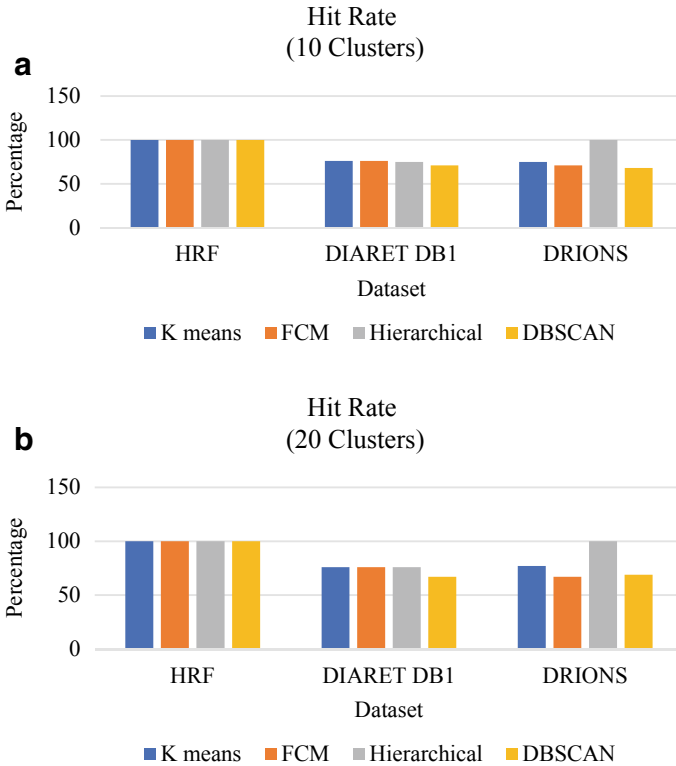 Hit Rate
(10 Clusters)
a
150
100
50
0
Percentage
HRF DIARET DB1 DRIONS
Dataset
K means FCM Hierarchical DBSCAN
Hit Rate
(20 Clusters)
b
150
100
50
0
Percentage
HRF DIARET DB1 DRIONS
Dataset
K means FCM Hierarchical DBSCAN